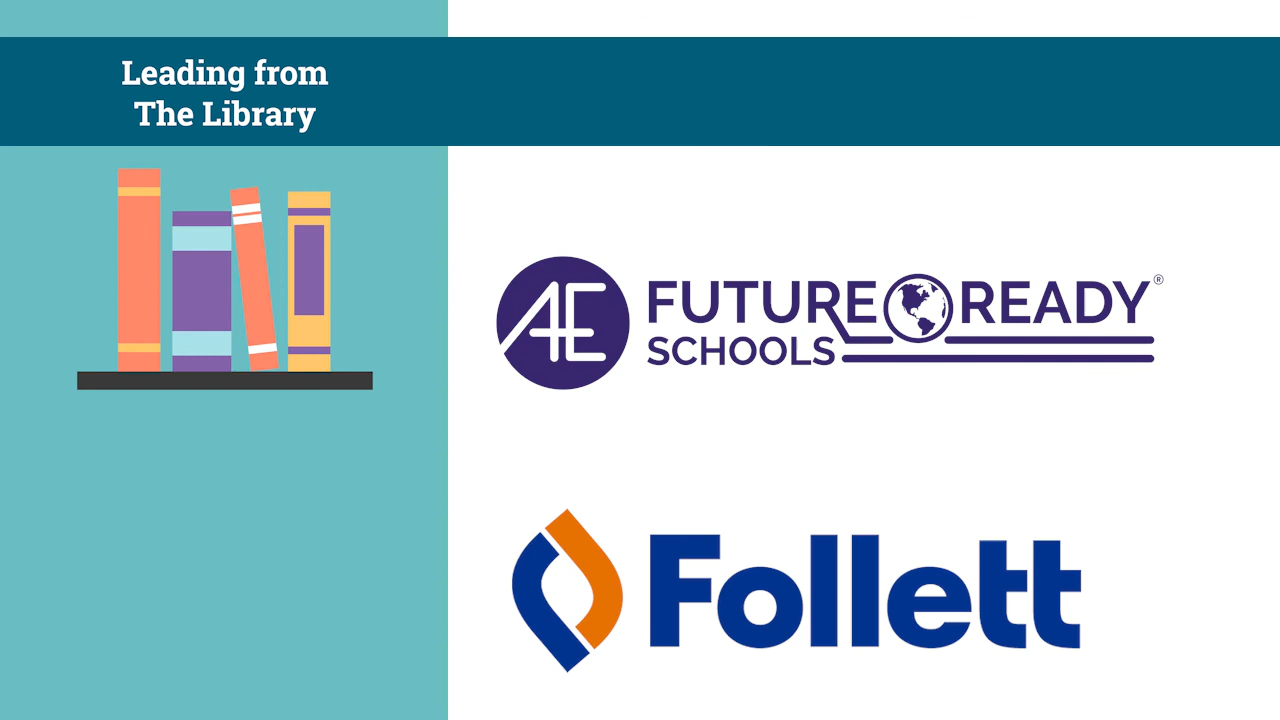 Leading from
The Library
AE
FUTURE READY®
SCHOOLS
Follett